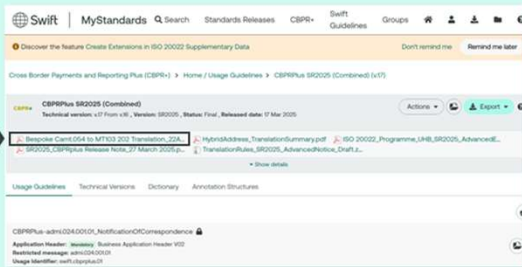 Swift
MyStandards
Search
Standards Releases
CBPR+
Swift Guidelines
Groups
Discover the feature Create Extensions in ISO 20022 Supplementary Data
Don't remind me
Remind me later
Cross Border Payments and Reporting Plus (CBPR+) > Home / Usage Guidelines > CBPRPlus SR2025 (Combined) (v.17)
CBPR+
CBPRPlus SR2025 (Combined)
Actions
Export
Technical version: v17 From v16 , Version: SR2025 , Status: Final , Released date: 17 Mar 2025
Bespoke Camt.054 to MT103 202 Translation_22A...
HybridAddress_TranslationSummary.pdf
ISO 20022_Programme_UHB_SR2025_AdvancedE...
SR2025_CBPRplus Release Note_27 March 2025.p...
TranslationRules_SR2025_AdvancedNotice_Draft.z...
Show details
Usage Guidelines
Technical Versions
Dictionary
Annotation Structures
CBPRPlus-admi.024.001.01_NotificationOfCorrespondence
Application Header: Mandatory Business Application Header V02
Restricted message: admi.024.001.01
Usage Identifier: swift.cbprplus.01